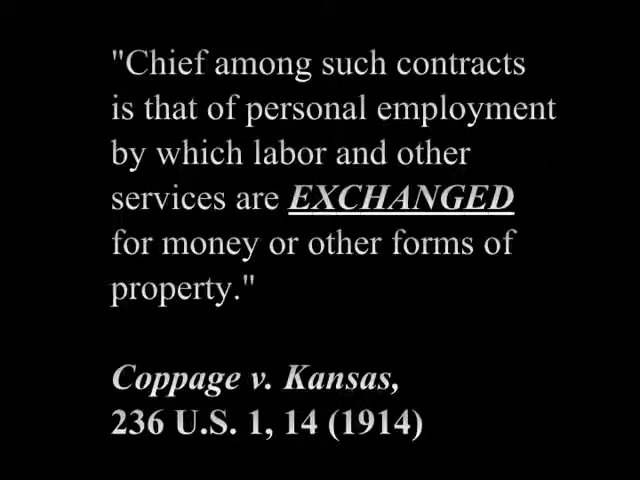 "Chief among such contracts
is that of personal employment
by which labor and other
services are EXCHANGED
for money or other forms of
property."
Coppage v. Kansas,
236 U.S. 1, 14 (1914)